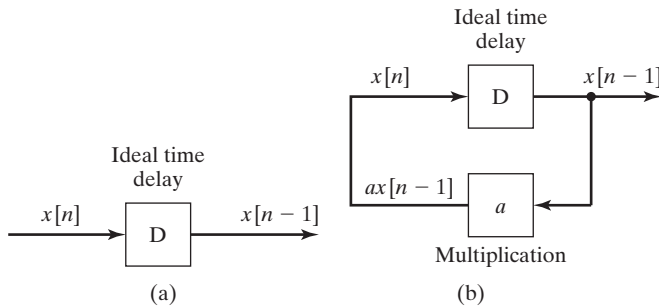 Ideal time
delay
x[n]
D
x[n − 1]
(a)
Ideal time
delay
x[n]
D
x[n − 1]
ax[n − 1]
a
Multiplication
(b)